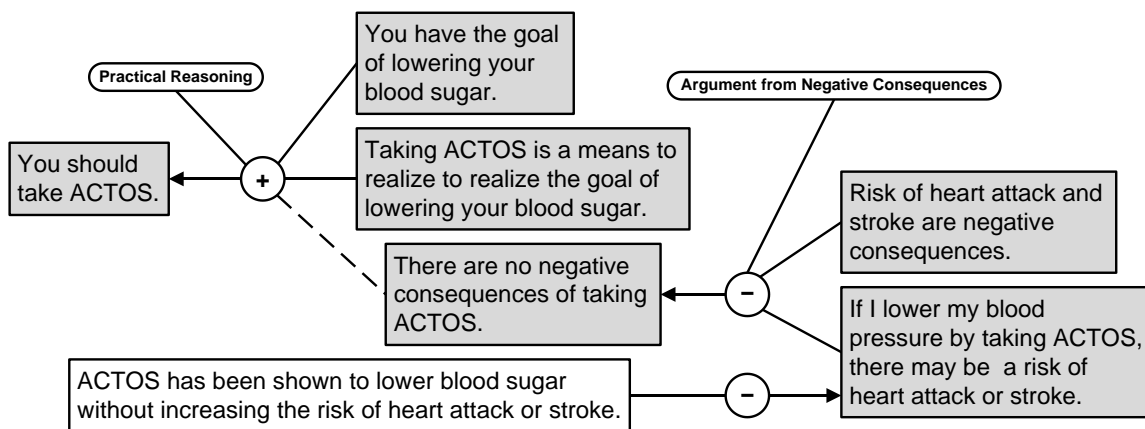 You have the goal
of lowering your
blood sugar.
Practical Reasoning
Argument from Negative Consequences
You should
take ACTOS.
+
Taking ACTOS is a means to
realize to realize the goal of
lowering your blood sugar.
Risk of heart attack and
stroke are negative
consequences.
There are no negative
consequences of taking
ACTOS.
−
If I lower my blood
pressure by taking ACTOS,
there may be a risk of
heart attack or stroke.
ACTOS has been shown to lower blood sugar
without increasing the risk of heart attack or stroke.
−